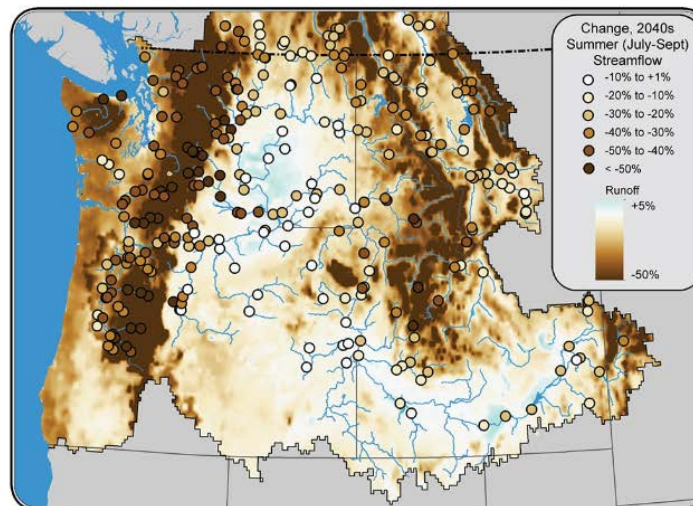 Change, 2040s
Summer (July-Sept)
Streamflow
-10% to +1%
-20% to -10%
-30% to -20%
-40% to -30%
-50% to -40%
< -50%
Runoff
+5%
-50%